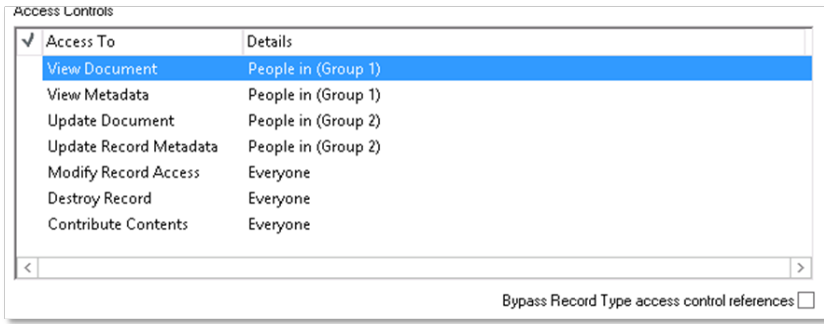 Access Controls
Access To Details
View Document People in (Group 1)
View Metadata People in (Group 1)
Update Document People in (Group 2)
Update Record Metadata People in (Group 2)
Modify Record Access Everyone
Destroy Record Everyone
Contribute Contents Everyone
Bypass Record Type access control references